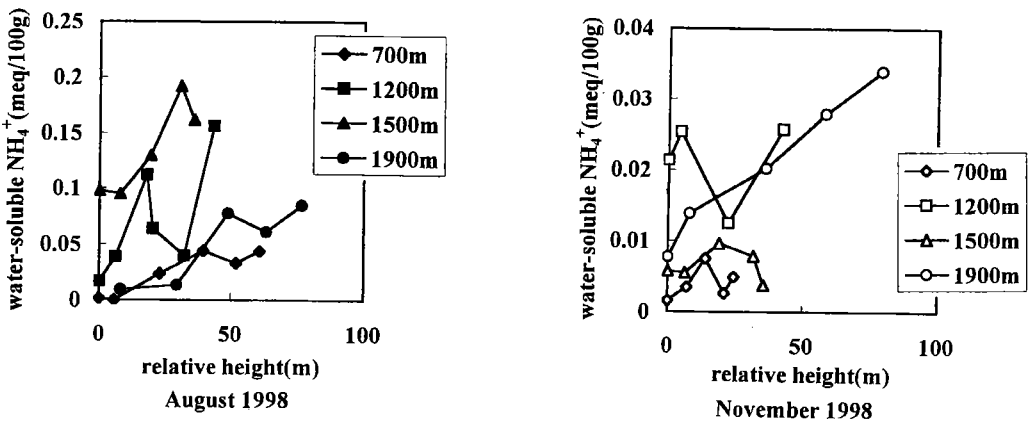 water-soluble NH₄⁺(meq/100g)
0.25
0.2
0.15
0.1
0.05
0
0
50
100
700m
1200m
1500m
1900m
relative height(m)
August 1998
water-soluble NH₄⁺(meq/100g)
0.04
0.03
0.02
0.01
0
0
50
100
700m
1200m
1500m
1900m
relative height(m)
November 1998